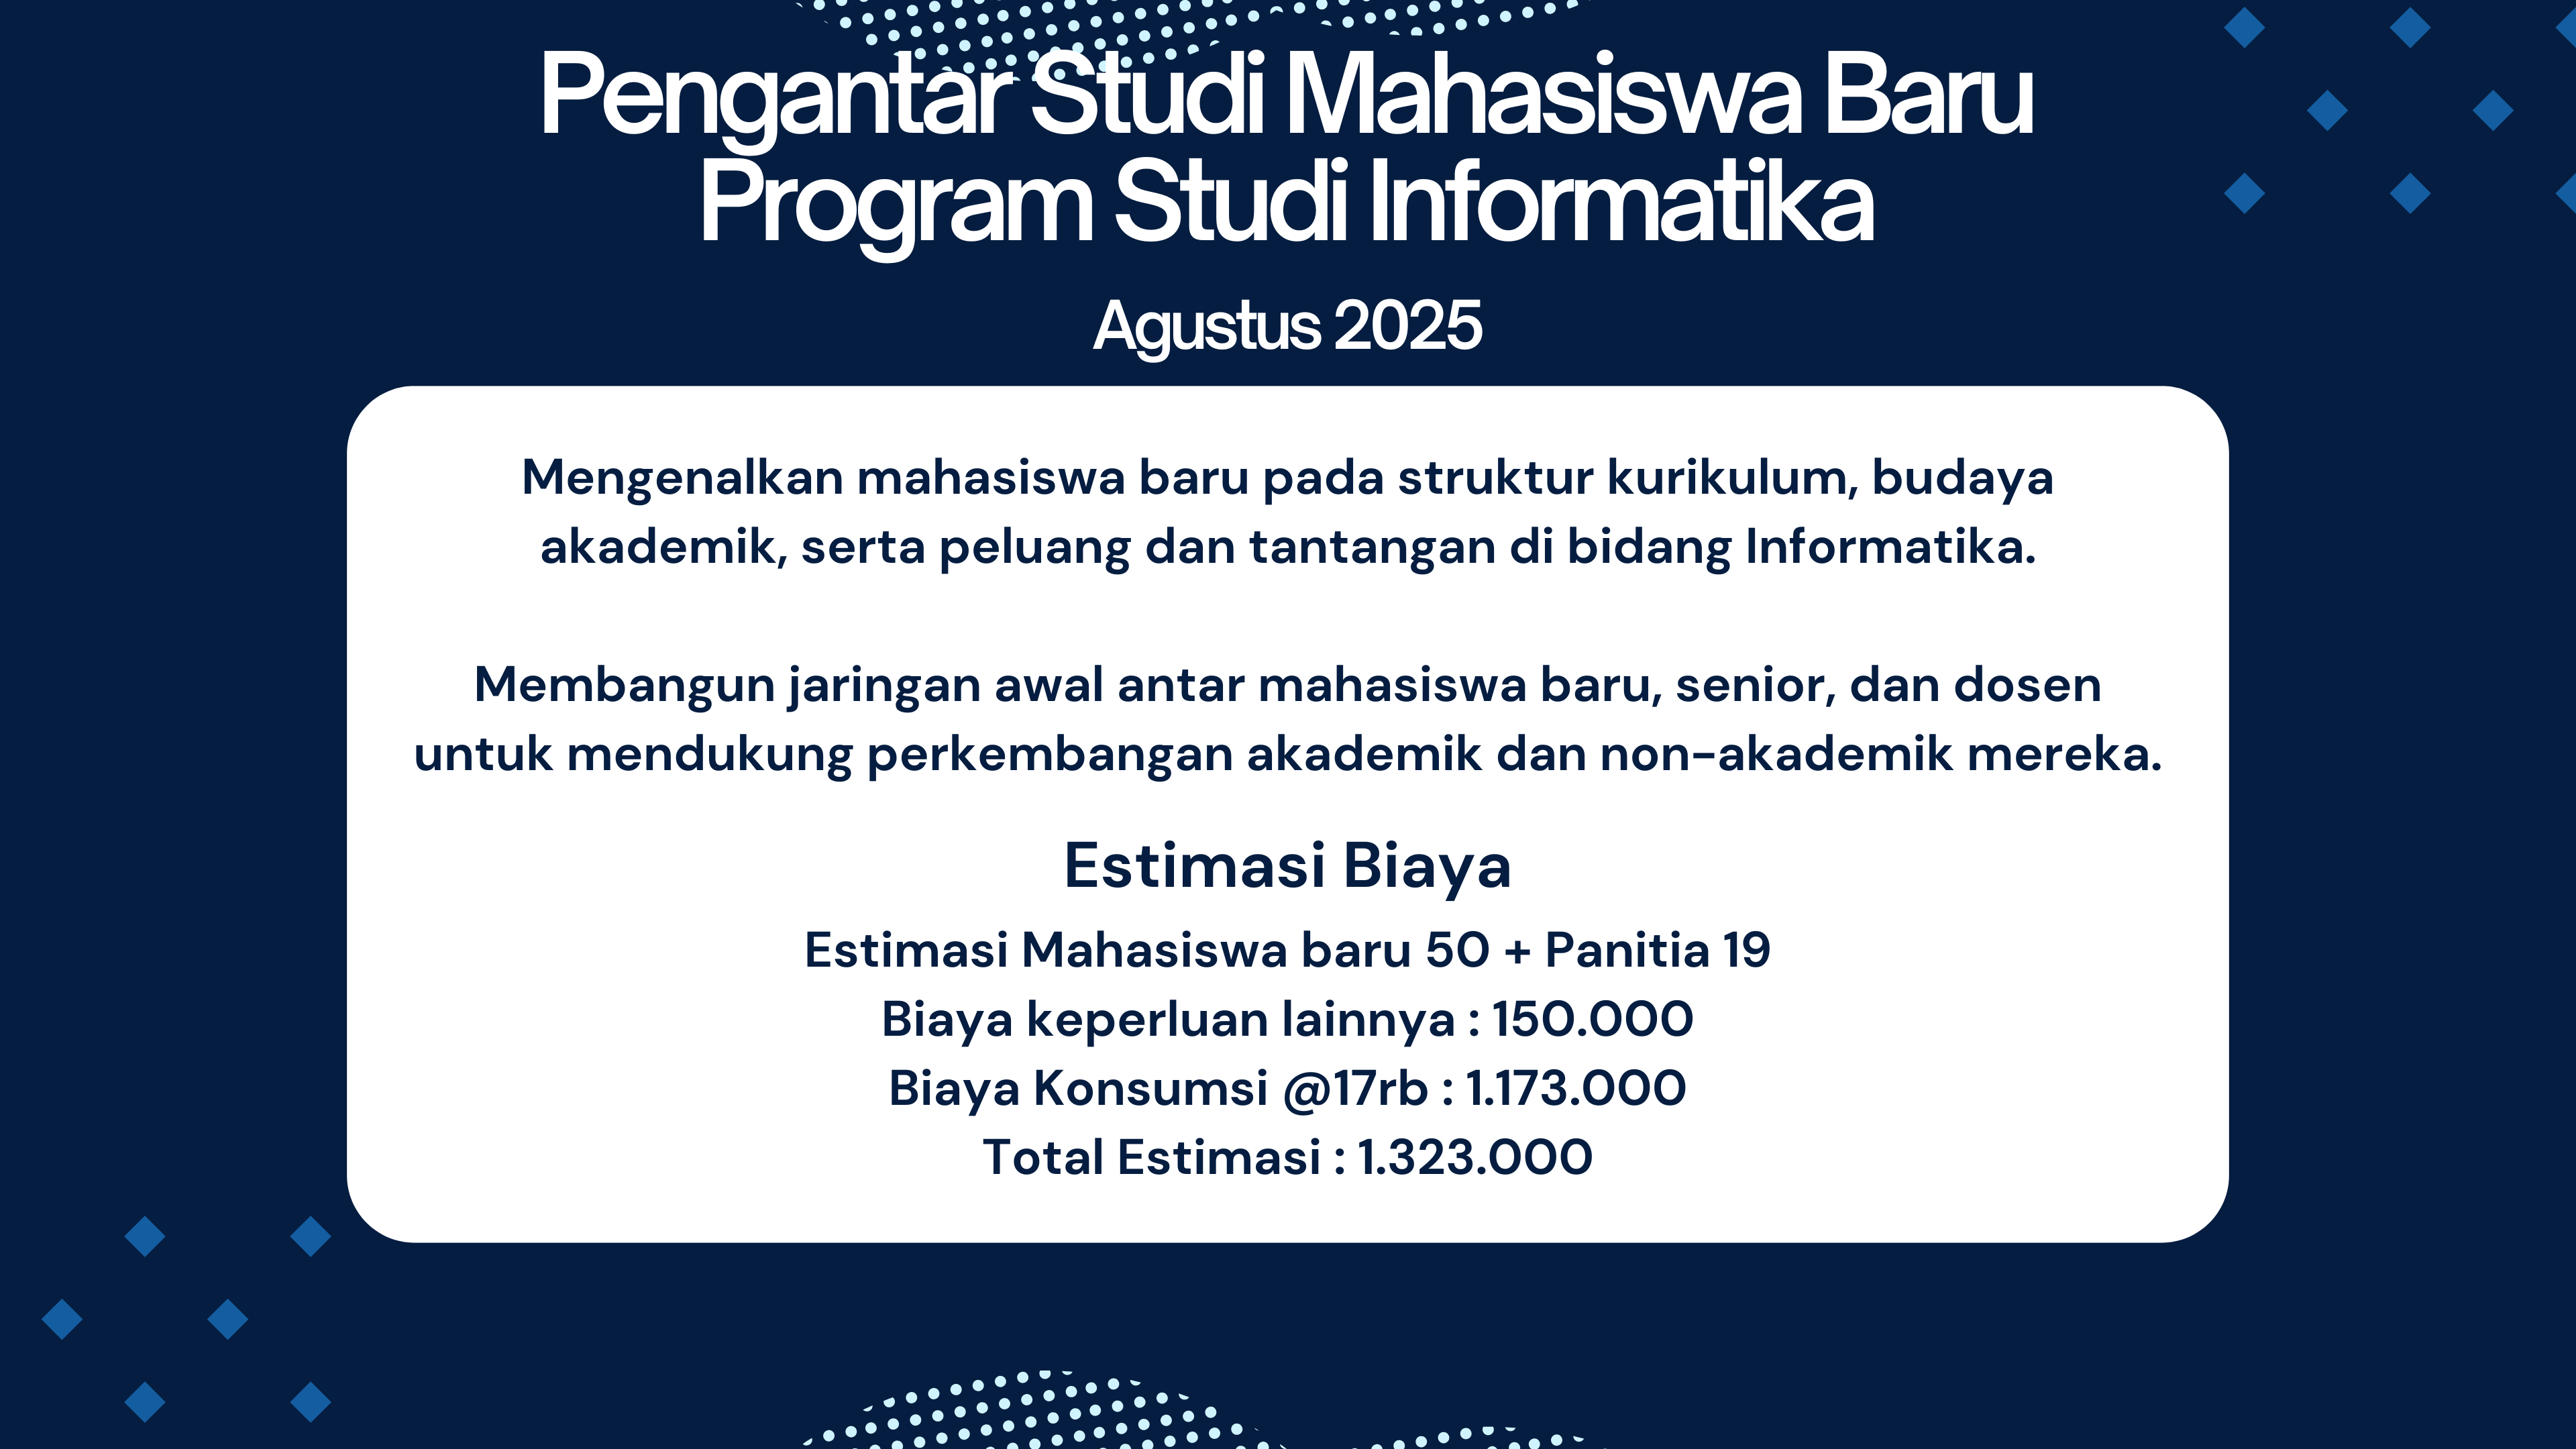 Pengantar Studi Mahasiswa Baru
Program Studi Informatika
Agustus 2025
Mengenalkan mahasiswa baru pada struktur kurikulum, budaya
akademik, serta peluang dan tantangan di bidang Informatika.
Membangun jaringan awal antar mahasiswa baru, senior, dan dosen
untuk mendukung perkembangan akademik dan non-akademik mereka.
Estimasi Biaya
Estimasi Mahasiswa baru 50 + Panitia 19
Biaya keperluan lainnya : 150.000
Biaya Konsumsi @17rb : 1.173.000
Total Estimasi : 1.323.000